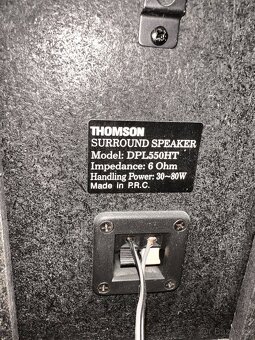 THOMSON
SURROUND SPEAKER
Model: DPL550HT
Impedance: 6 Ohm
Handling Power: 30~80W
Made in P.R.C.